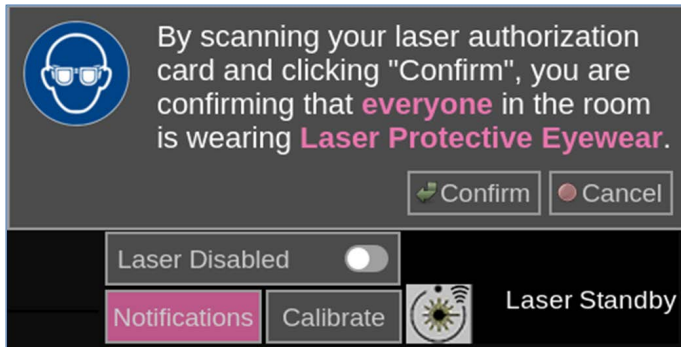 By scanning your laser authorization
card and clicking "Confirm", you are
confirming that everyone in the room
is wearing Laser Protective Eyewear.
Confirm Cancel
Laser Disabled
Notifications Calibrate Laser Standby